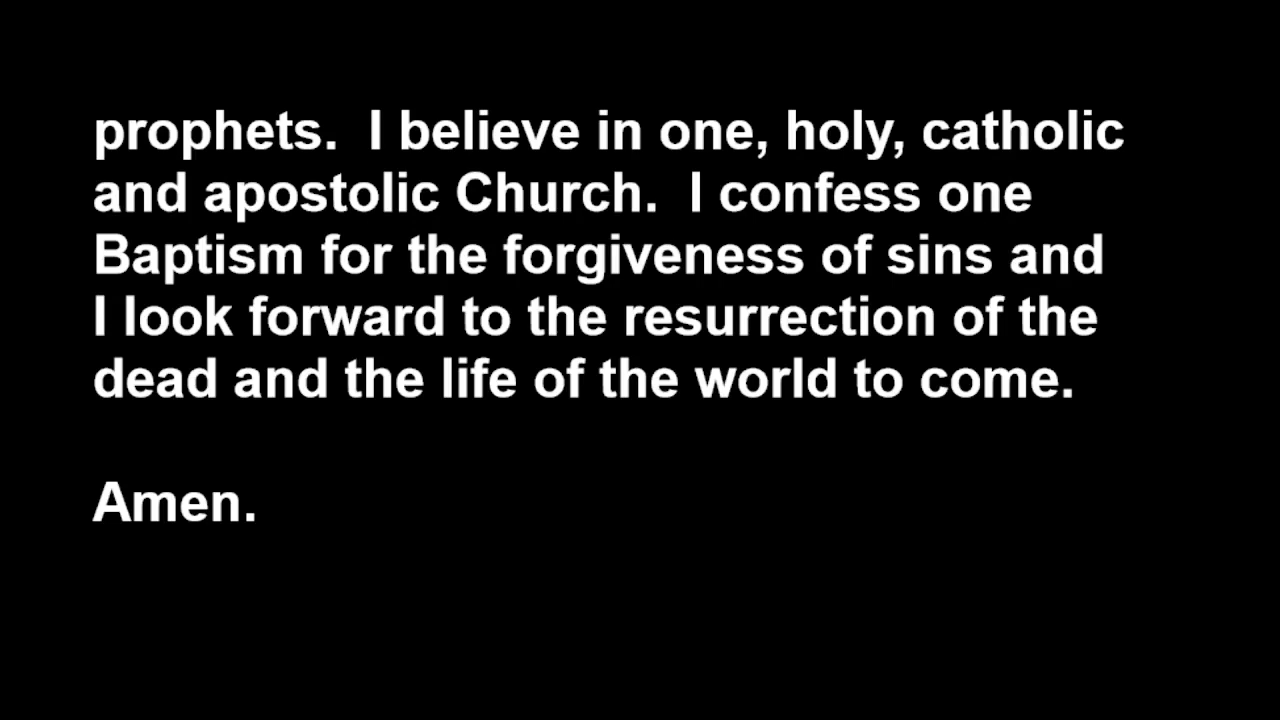 prophets.  I believe in one, holy, catholic
and apostolic Church.  I confess one
Baptism for the forgiveness of sins and
I look forward to the resurrection of the
dead and the life of the world to come.
Amen.